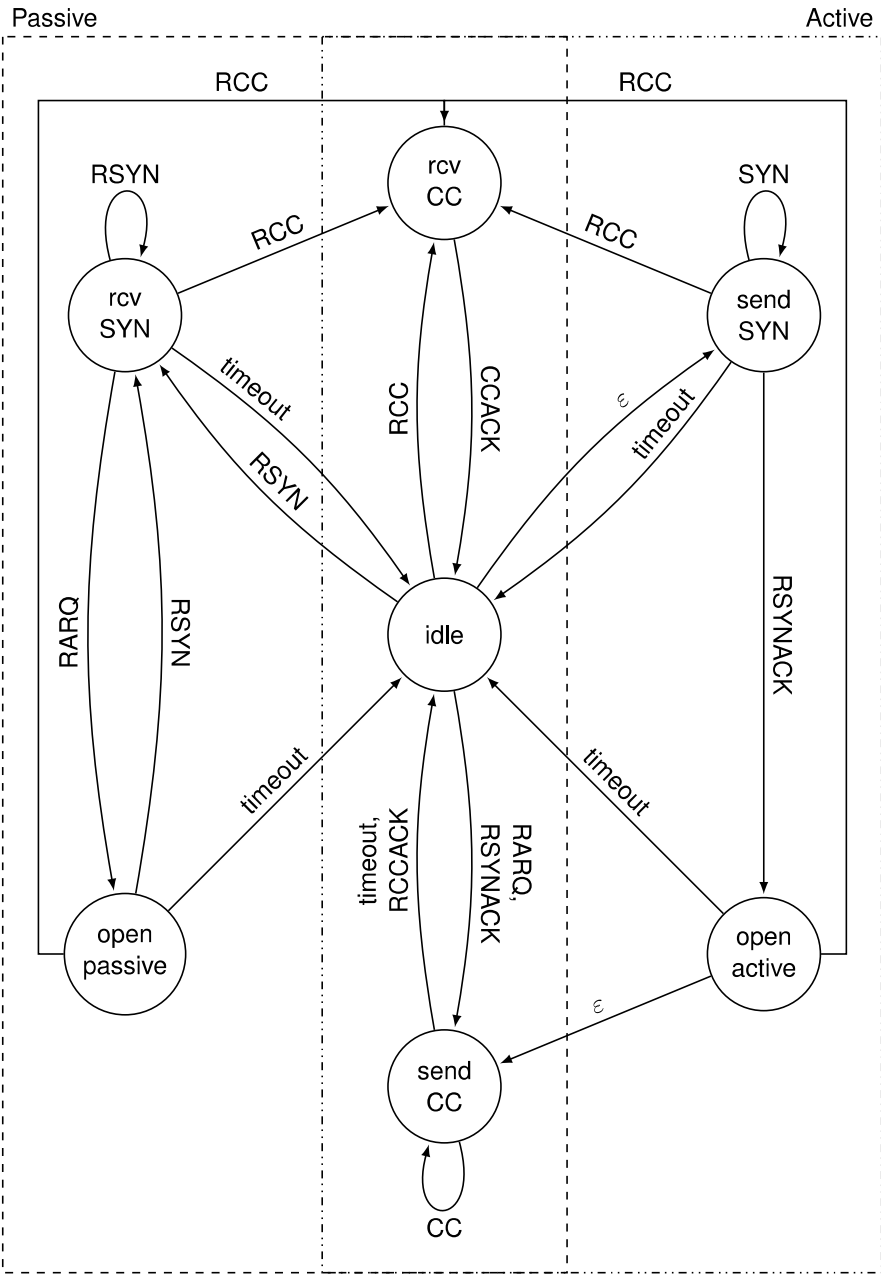 Passive
Active
RCC
RCC
rcv
CC
RSYN
SYN
RCC
RCC
rcv
SYN
send
SYN
timeout
RSYN
RCC
CCACK
ε
timeout
RARQ
RSYN
idle
RSYNACK
timeout
timeout,
RCCACK
RARQ,
RSYNACK
timeout
open
passive
open
active
ε
send
CC
CC